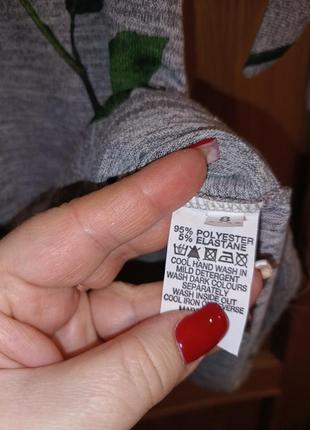 8
95% POLYESTER
5% ELASTANE
COOL HAND WASH IN
MILD DETERGENT
WASH DARK COLOURS
SEPARATELY
WASH INSIDE OUT
COOL IRON ON REVERSE